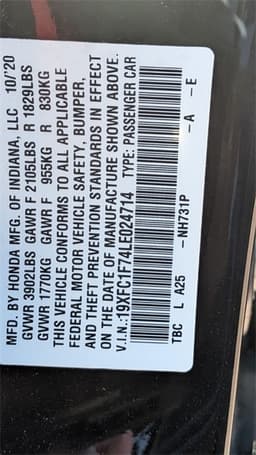 MFD. BY HONDA MFG. OF INDIANA, LLC 10/'20
GVWR 3902LBS GAWR F 2105LBS R 1829LBS
GVWR 1770KG GAWR F 955KG R 830KG
THIS VEHICLE CONFORMS TO ALL APPLICABLE
FEDERAL MOTOR VEHICLE SAFETY, BUMPER,
AND THEFT PREVENTION STANDARDS IN EFFECT
ON THE DATE OF MANUFACTURE SHOWN ABOVE.
V.I.N.:19XFC1F74LE024714 TYPE: PASSENGER CAR
TBC L A25 -NH731P -A -E